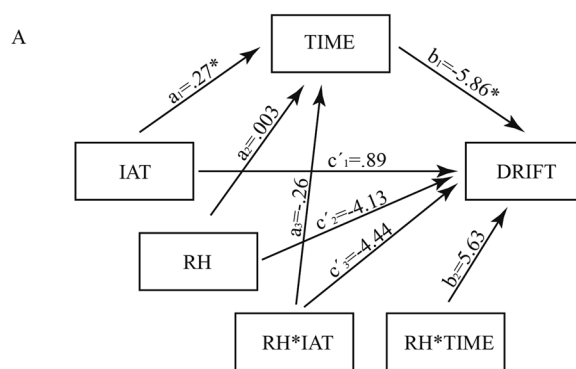 A
TIME
a₁=.27*
b₁=-5.86*
a₂=.003
IAT
c´₁=.89
DRIFT
a₃=-.26
c´₂=-4.13
RH
c´₃=-4.44
b₂=5.63
RH*IAT
RH*TIME